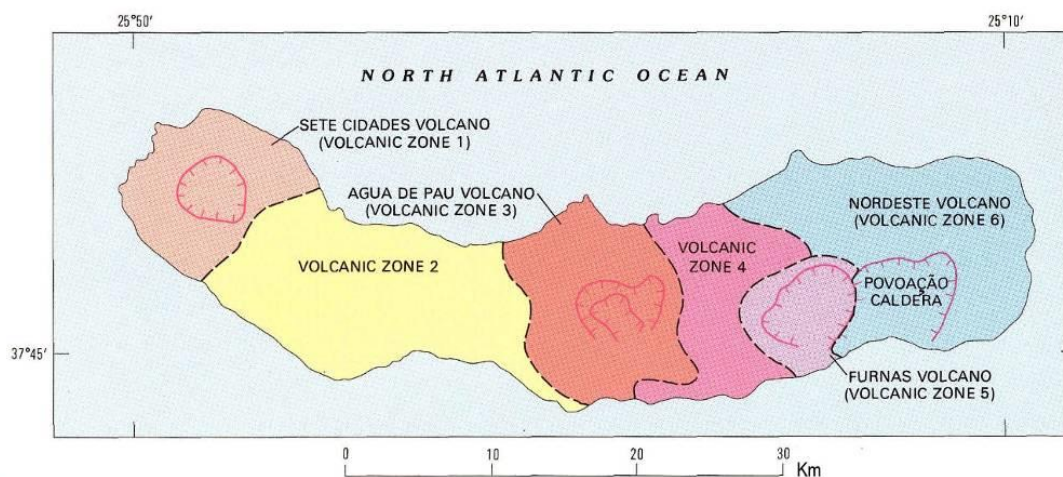 25°50'
25°10'
NORTH ATLANTIC OCEAN
SETE CIDADES VOLCANO
(VOLCANIC ZONE 1)
AGUA DE PAU VOLCANO
(VOLCANIC ZONE 3)
NORDESTE VOLCANO
(VOLCANIC ZONE 6)
VOLCANIC
ZONE 4
VOLCANIC ZONE 2
POVOAÇÃO
CALDERA
37°45'
FURNAS VOLCANO
(VOLCANIC ZONE 5)
0
10
20
30
Km